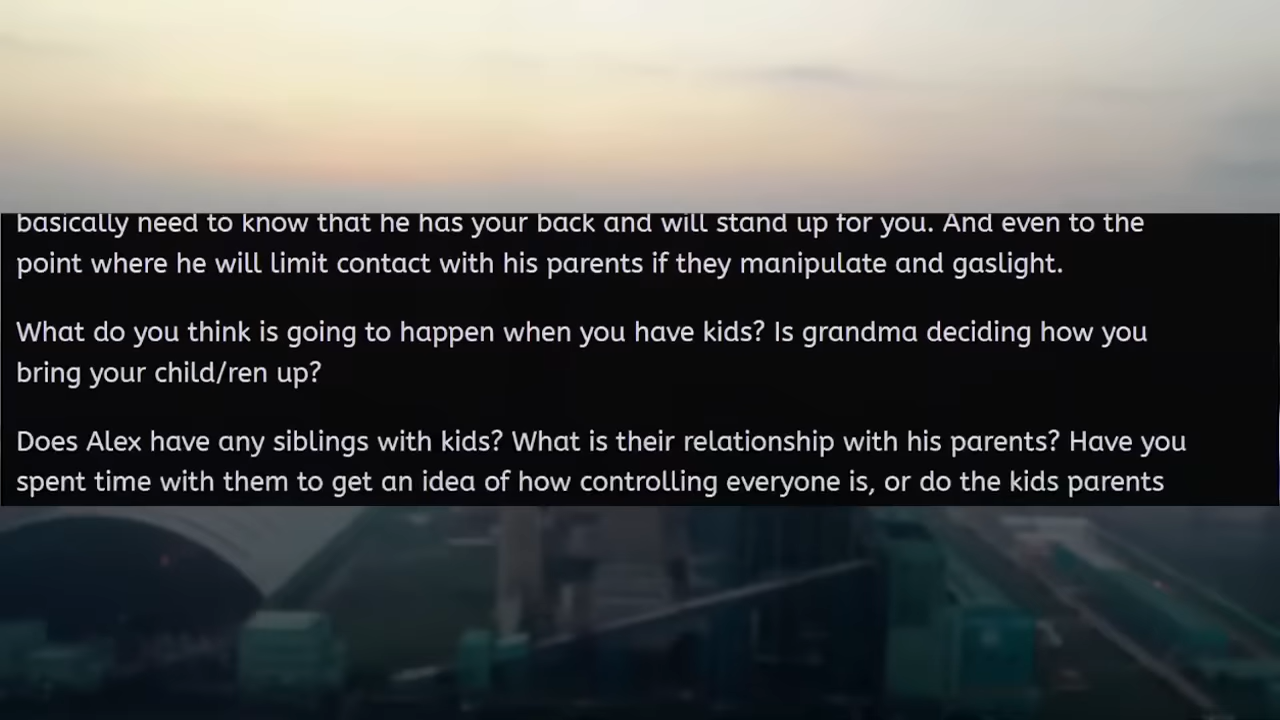 basically need to know that he has your back and will stand up for you. And even to the
point where he will limit contact with his parents if they manipulate and gaslight.
What do you think is going to happen when you have kids? Is grandma deciding how you
bring your child/ren up?
Does Alex have any siblings with kids? What is their relationship with his parents? Have you
spent time with them to get an idea of how controlling everyone is, or do the kids parents